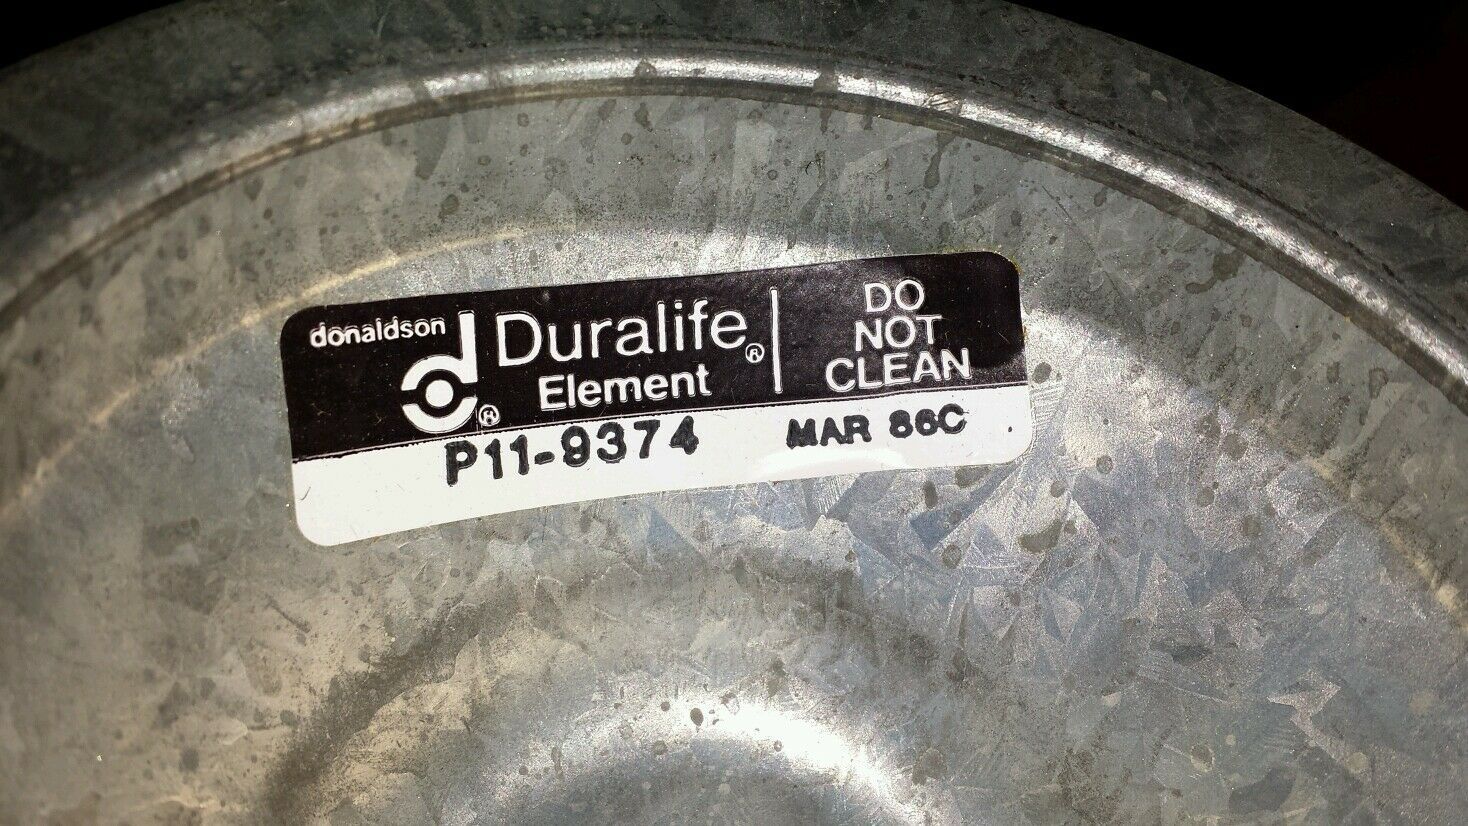 donaldson
Duralife®
Element
®
DO
NOT
CLEAN
P11-9374
MAR 86C